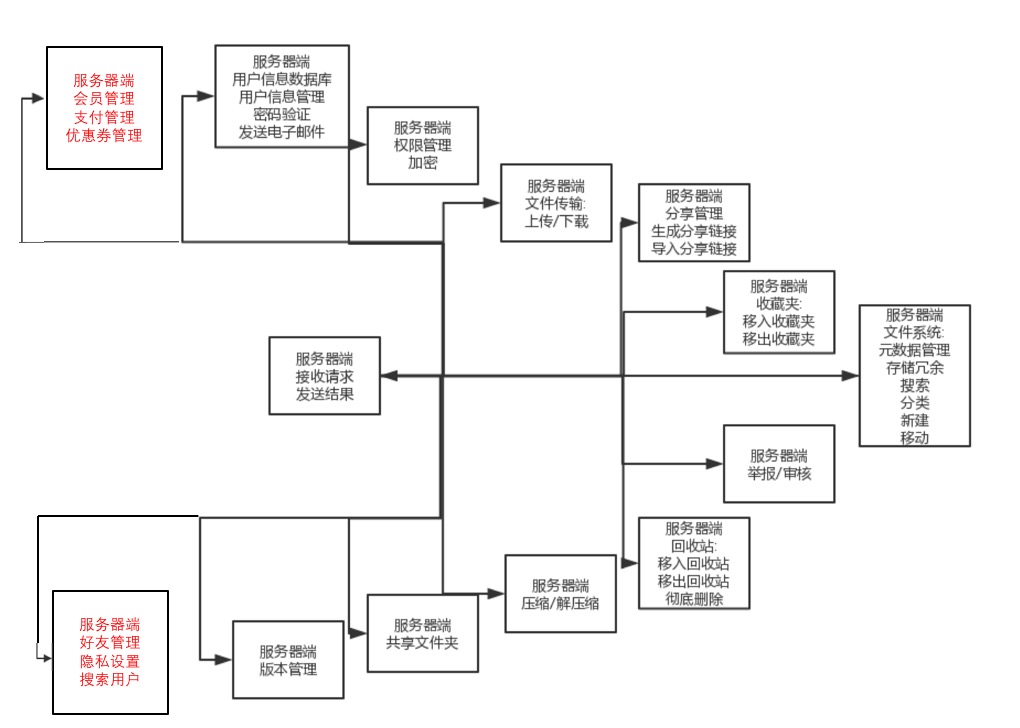 服务器端
会员管理
支付管理
优惠券管理
服务器端
用户信息数据库
用户信息管理
密码验证
发送电子邮件
服务器端
权限管理
加密
服务器端
文件传输:
上传/下载
服务器端
分享管理
生成分享链接
导入分享链接
服务器端
收藏夹:
移入收藏夹
移出收藏夹
服务器端
文件系统:
元数据管理
存储冗余
搜索
分类
新建
移动
服务器端
接收请求
发送结果
服务器端
举报/审核
服务器端
回收站:
移入回收站
移出回收站
彻底删除
服务器端
压缩/解压缩
服务器端
共享文件夹
服务器端
版本管理
服务器端
好友管理
隐私设置
搜索用户